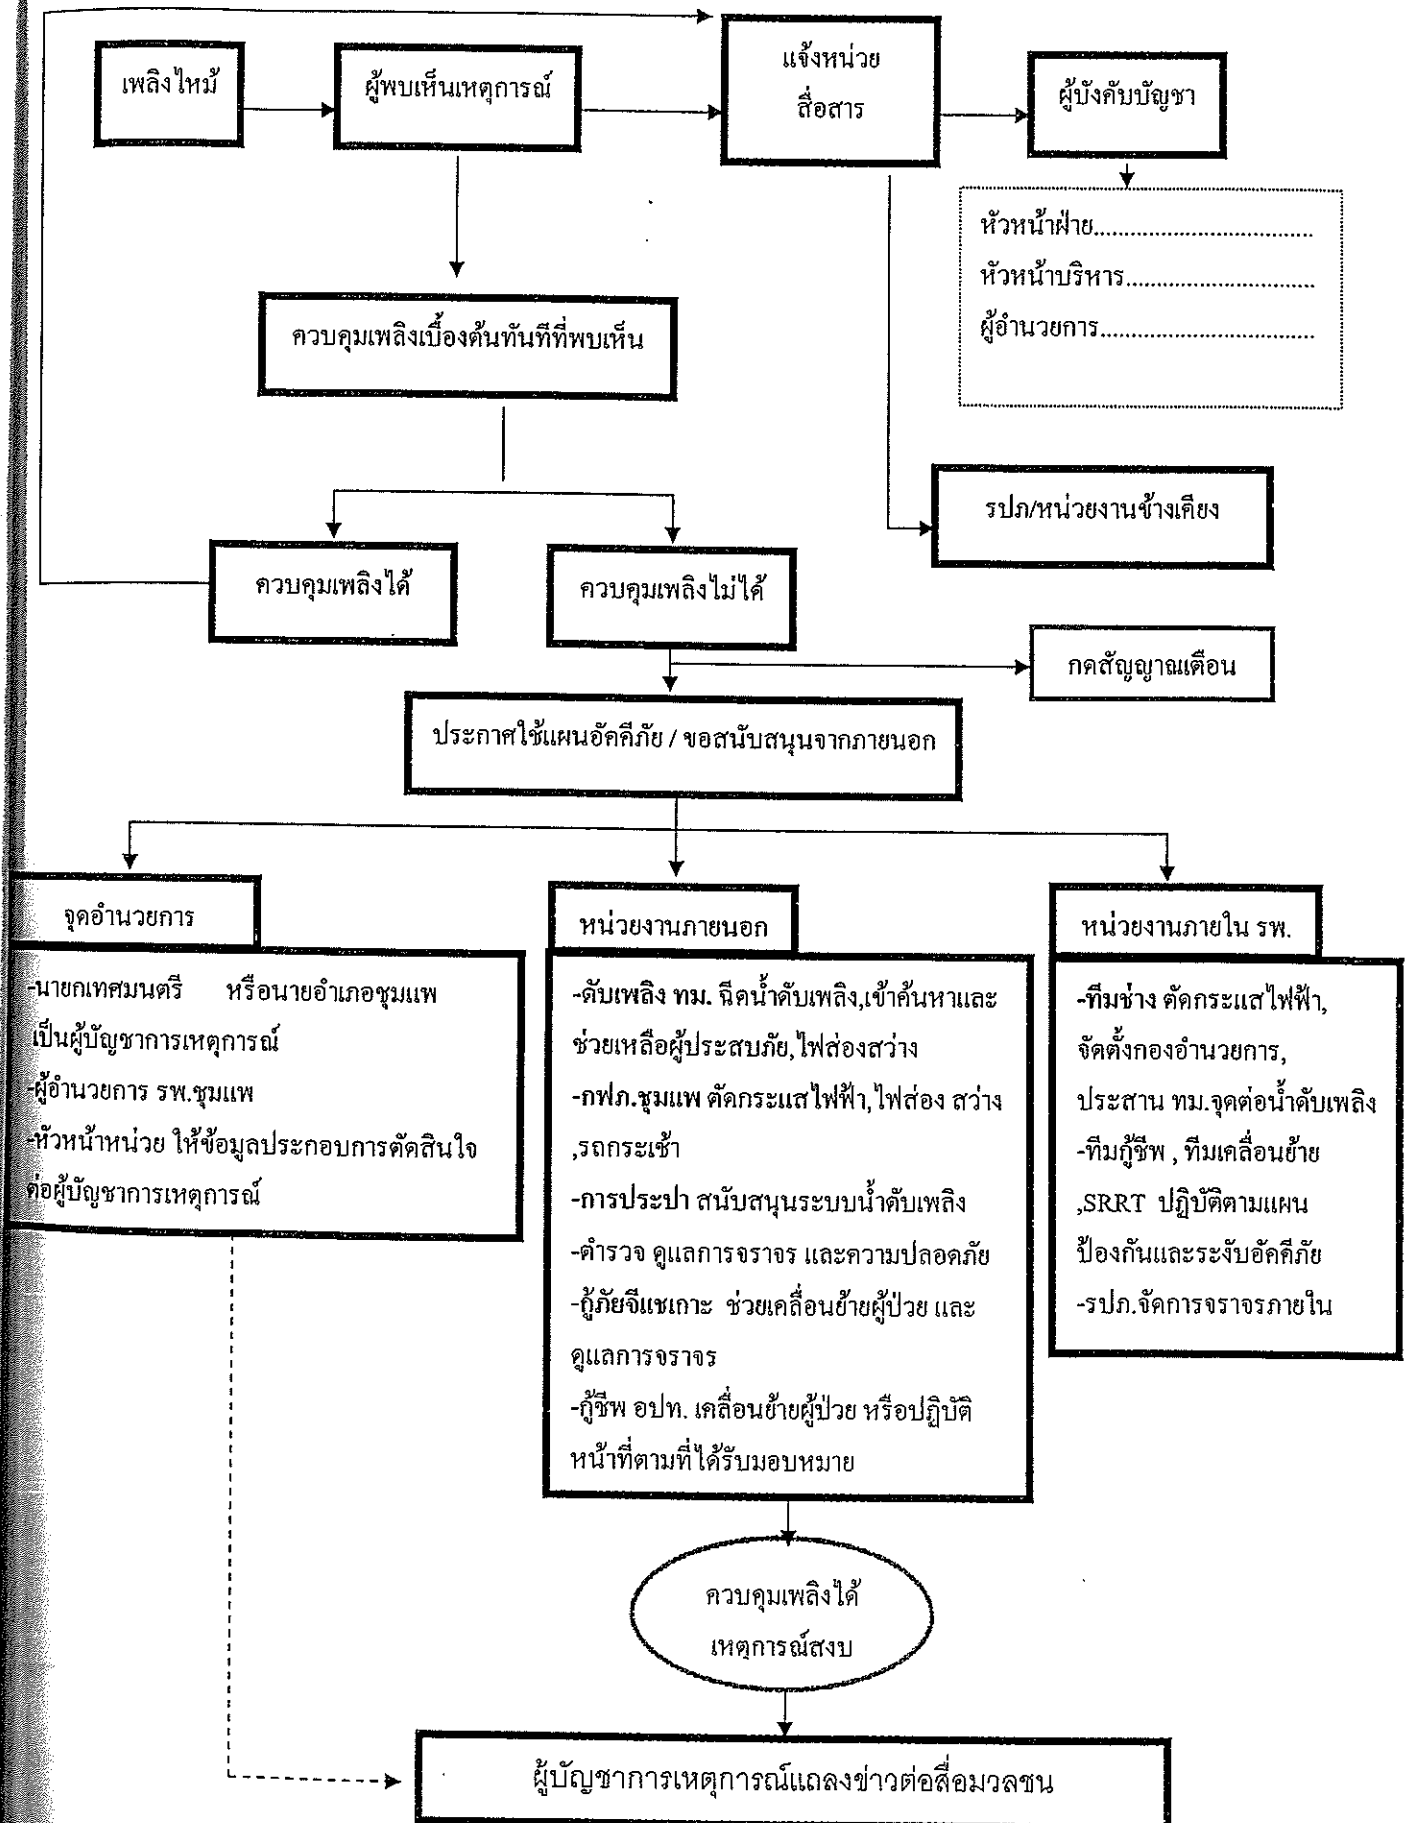 เพลิงไหม้
ผู้พบเห็นเหตุการณ์
แจ้งหน่วย
สื่อสาร
ผู้บังคับบัญชา
หัวหน้าฝ่าย....................................
หัวหน้าบริหาร...............................
ผู้อำนวยการ...................................
ควบคุมเพลิงเบื้องต้นทันทีที่พบเห็น
รปภ/หน่วยงานข้างเคียง
ควบคุมเพลิงได้
ควบคุมเพลิงไม่ได้
กดสัญญาณเตือน
ประกาศใช้แผนอัคคีภัย / ขอสนับสนุนจากภายนอก
จุดอำนวยการ
-นายกเทศมนตรี หรือนายอำเภอชุมแพ
เป็นผู้บัญชาการเหตุการณ์
-ผู้อำนวยการ รพ.ชุมแพ
-หัวหน้าหน่วย ให้ข้อมูลประกอบการตัดสินใจ
ต่อผู้บัญชาการเหตุการณ์
หน่วยงานภายนอก
-ดับเพลิง ทม. ฉีดน้ำดับเพลิง,เข้าค้นหาและ
ช่วยเหลือผู้ประสบภัย,ไฟส่องสว่าง
-กฟภ.ชุมแพ ตัดกระแสไฟฟ้า,ไฟส่อง สว่าง
,รถกระเช้า
-การประปา สนับสนุนระบบน้ำดับเพลิง
-ตำรวจ ดูแลการจราจร และความปลอดภัย
-กู้ภัยจีแชเกาะ ช่วยเคลื่อนย้ายผู้ป่วย และ
ดูแลการจราจร
-กู้ชีพ อปท. เคลื่อนย้ายผู้ป่วย หรือปฏิบัติ
หน้าที่ตามที่ได้รับมอบหมาย
หน่วยงานภายใน รพ.
-ทีมช่าง ตัดกระแสไฟฟ้า,
จัดตั้งกองอำนวยการ,
ประสาน ทม.จุดต่อน้ำดับเพลิง
-ทีมกู้ชีพ , ทีมเคลื่อนย้าย
,SRRT ปฏิบัติตามแผน
ป้องกันและระงับอัคคีภัย
-รปภ.จัดการจราจรภายใน
ควบคุมเพลิงได้
เหตุการณ์สงบ
ผู้บัญชาการเหตุการณ์แถลงข่าวต่อสื่อมวลชน